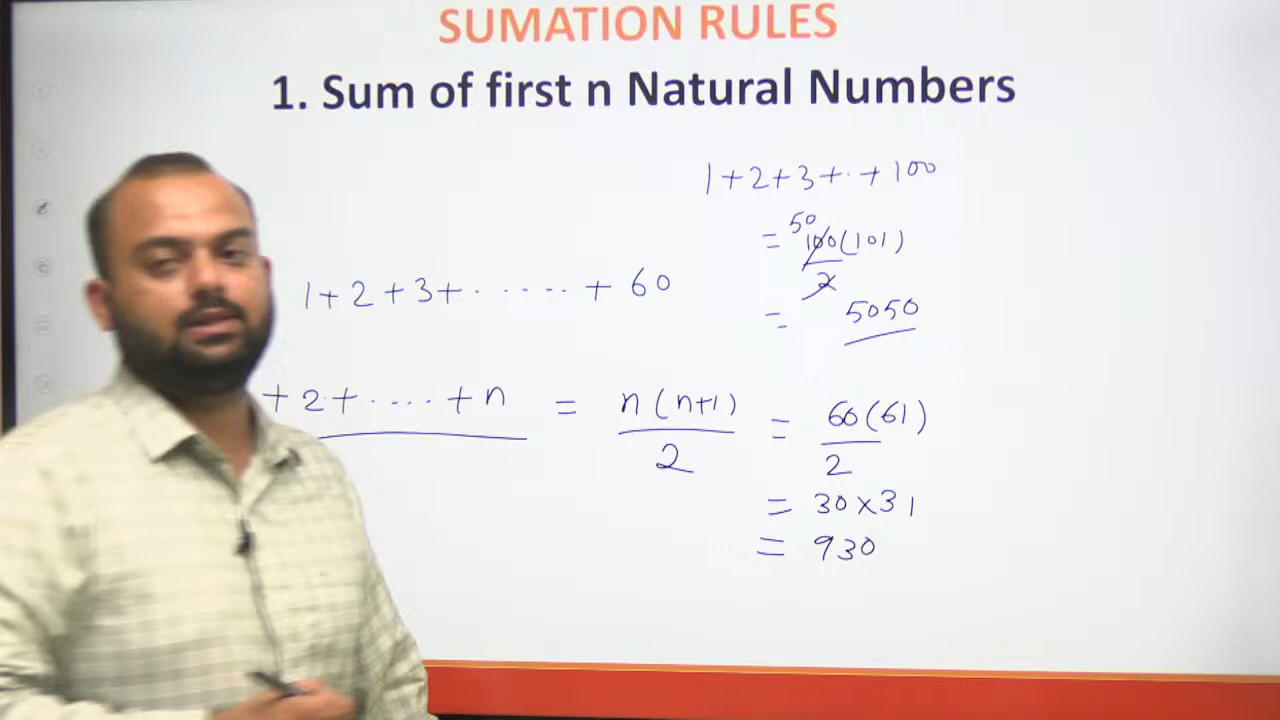 SUMATION RULES
1. Sum of first n Natural Numbers
1+2+3+..+100
= 50 100(101)
2
= 5050
1+2+3+......+60
+2+....+n = n(n+1) = 60(61)
2 2
= 30×31
= 930